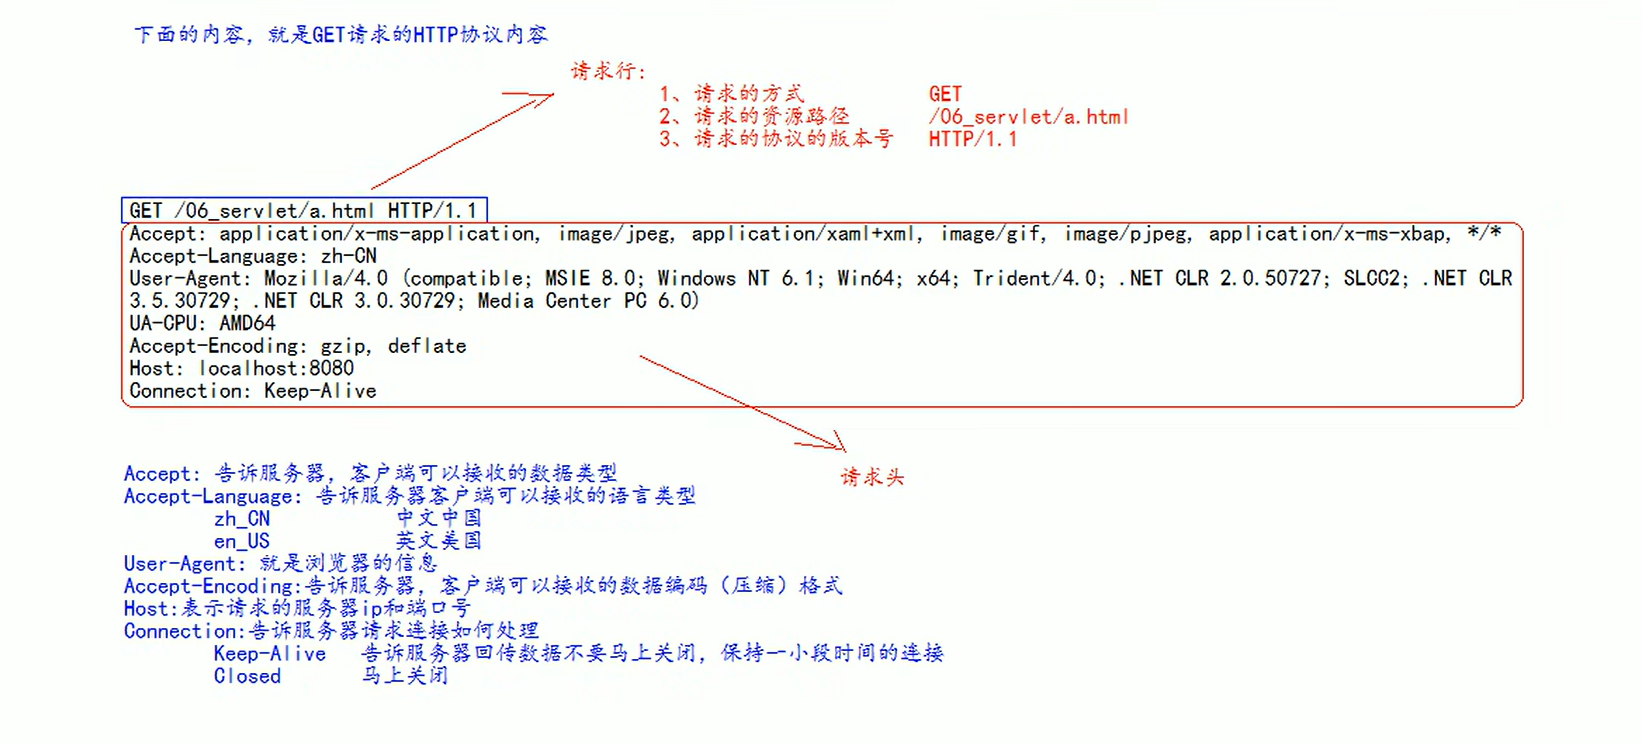 下面的内容，就是GET请求的HTTP协议内容
请求行：
1、请求的方式 GET
2、请求的资源路径 /06_servlet/a.html
3、请求的协议的版本号 HTTP/1.1
GET /06_servlet/a.html HTTP/1.1
Accept: application/x-ms-application, image/jpeg, application/xaml+xml, image/gif, image/pjpeg, application/x-ms-xbap, */*
Accept-Language: zh-CN
User-Agent: Mozilla/4.0 (compatible; MSIE 8.0; Windows NT 6.1; Win64; x64; Trident/4.0; .NET CLR 2.0.50727; SLCC2; .NET CLR
3.5.30729; .NET CLR 3.0.30729; Media Center PC 6.0)
UA-CPU: AMD64
Accept-Encoding: gzip, deflate
Host: localhost:8080
Connection: Keep-Alive
请求头
Accept: 告诉服务器，客户端可以接收的数据类型
Accept-Language: 告诉服务器客户端可以接收的语言类型
zh_CN 中文中国
en_US 英文美国
User-Agent: 就是浏览器的信息
Accept-Encoding:告诉服务器，客户端可以接收的数据编码（压缩）格式
Host:表示请求的服务器ip和端口号
Connection:告诉服务器请求连接如何处理
Keep-Alive 告诉服务器回传数据不要马上关闭，保持一小段时间的连接
Closed 马上关闭